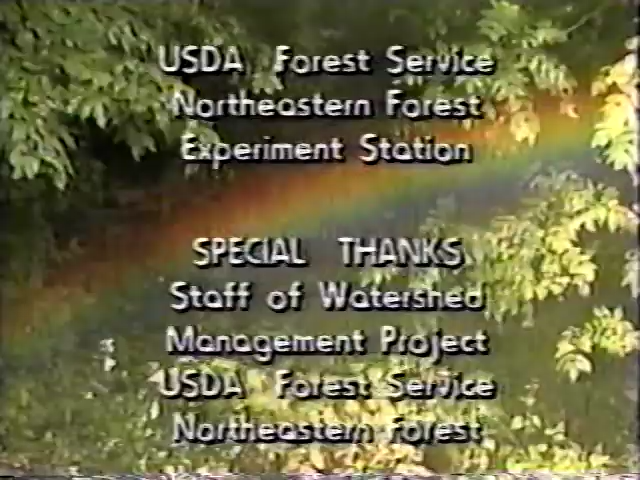 USDA Forest Service
Northeastern Forest
Experiment Station
SPECIAL THANKS
Staff of Watershed
Management Project
USDA Forest Service
Northeastern Forest